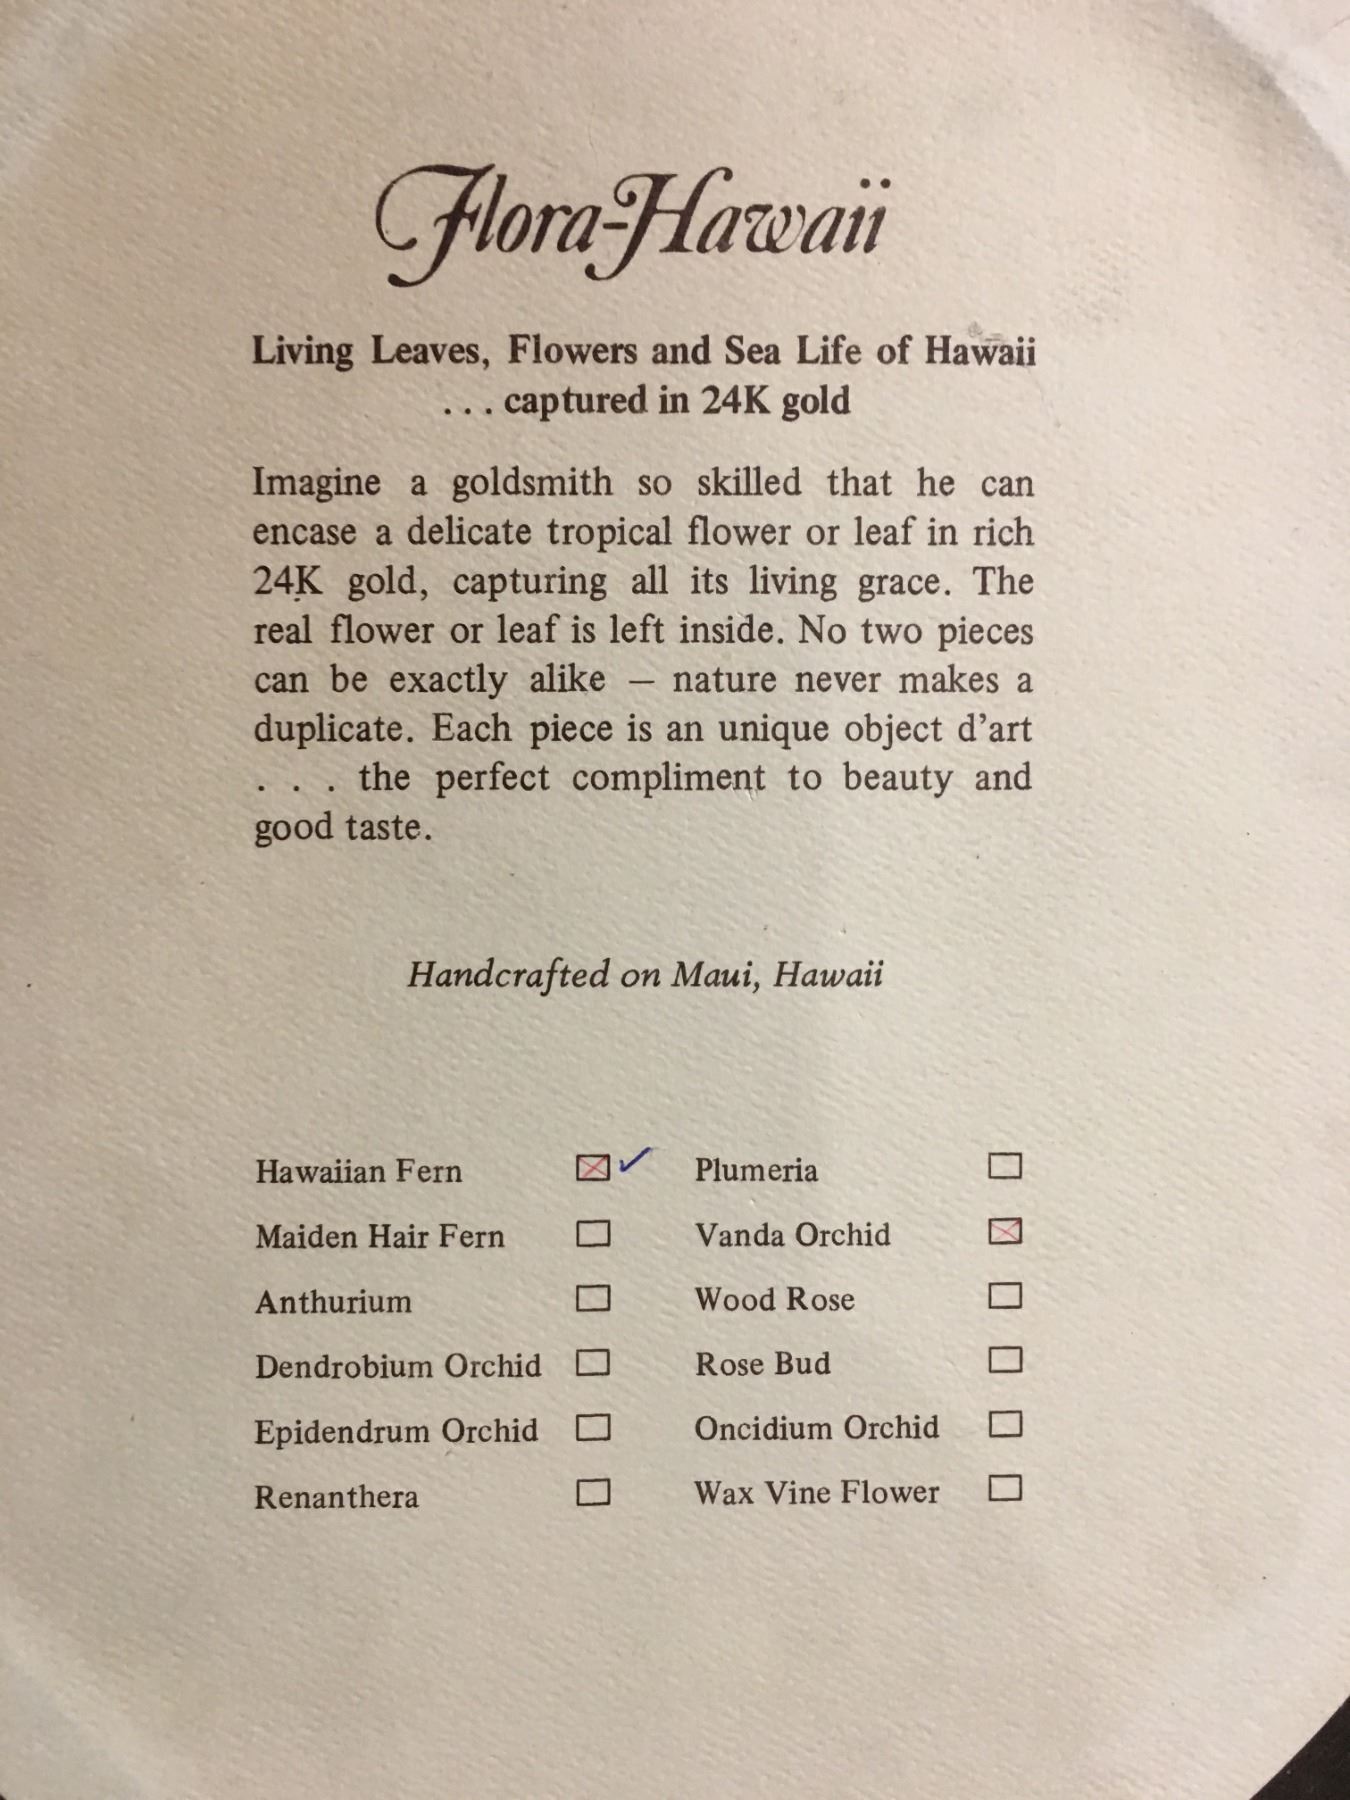 Flora-Hawaii
Living Leaves, Flowers and Sea Life of Hawaii
... captured in 24K gold
Imagine a goldsmith so skilled that he can
encase a delicate tropical flower or leaf in rich
24K gold, capturing all its living grace. The
real flower or leaf is left inside. No two pieces
can be exactly alike — nature never makes a
duplicate. Each piece is an unique object d'art
. . . the perfect compliment to beauty and
good taste.
Handcrafted on Maui, Hawaii
Hawaiian Fern ☒ ✓ Plumeria ☐
Maiden Hair Fern ☐ Vanda Orchid ☒
Anthurium ☐ Wood Rose ☐
Dendrobium Orchid ☐ Rose Bud ☐
Epidendrum Orchid ☐ Oncidium Orchid ☐
Renanthera ☐ Wax Vine Flower ☐